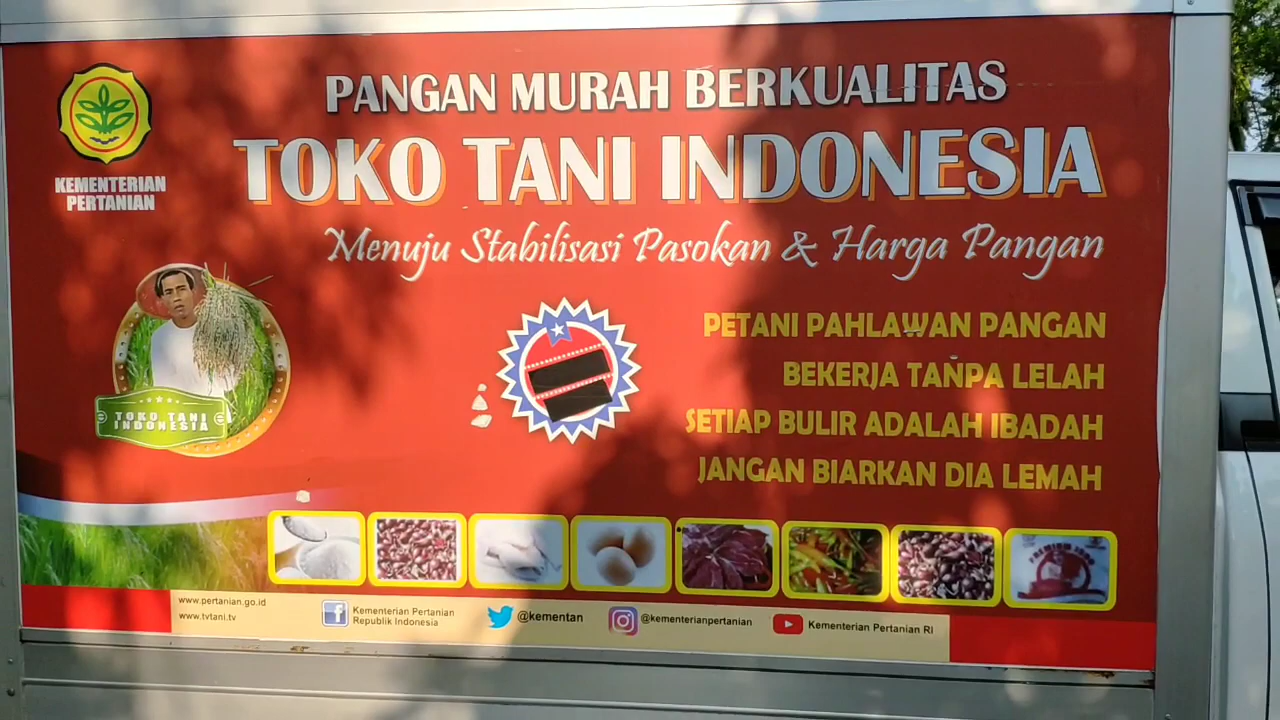 PANGAN MURAH BERKUALITAS
TOKO TANI INDONESIA
Menuju Stabilisasi Pasokan & Harga Pangan
KEMENTERIAN
PERTANIAN
TOKO TANI
INDONESIA
PETANI PAHLAWAN PANGAN
BEKERJA TANPA LELAH
SETIAP BULIR ADALAH IBADAH
JANGAN BIARKAN DIA LEMAH
www.pertanian.go.id
www.tvtani.tv
Kementerian Pertanian
Republik Indonesia
@kementan
@kementerianpertanian
Kementerian Pertanian RI